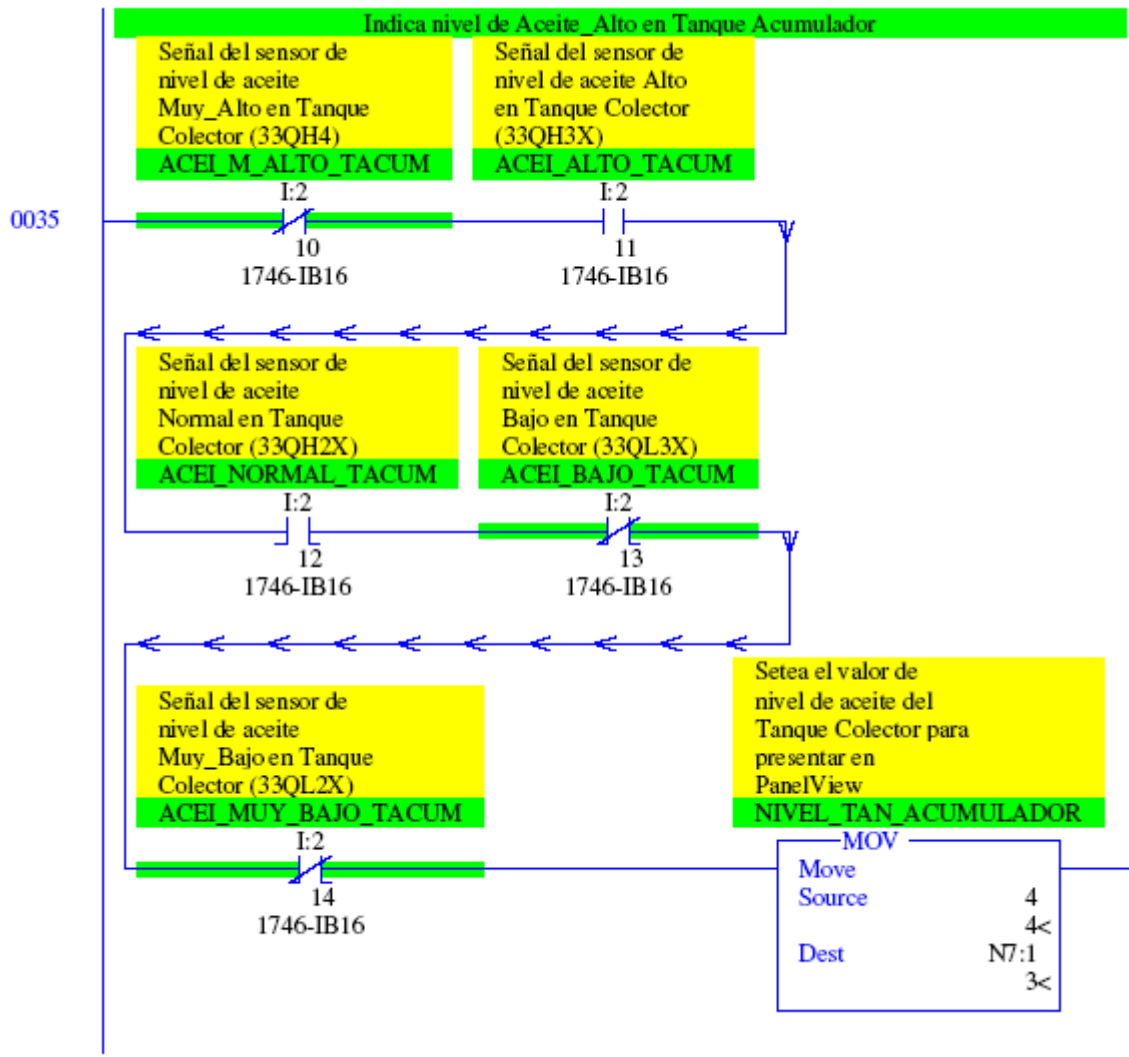 Indica nivel de Aceite_Alto en Tanque Acumulador
Señal del sensor de
nivel de aceite
Muy_Alto en Tanque
Colector (33QH4)
ACEI_M_ALTO_TACUM
I:2
10
1746-IB16
Señal del sensor de
nivel de aceite Alto
en Tanque Colector
(33QH3X)
ACEI_ALTO_TACUM
I:2
11
1746-IB16
0035
Señal del sensor de
nivel de aceite
Normal en Tanque
Colector (33QH2X)
ACEI_NORMAL_TACUM
I:2
12
1746-IB16
Señal del sensor de
nivel de aceite
Bajo en Tanque
Colector (33QL3X)
ACEI_BAJO_TACUM
I:2
13
1746-IB16
Señal del sensor de
nivel de aceite
Muy_Bajo en Tanque
Colector (33QL2X)
ACEI_MUY_BAJO_TACUM
I:2
14
1746-IB16
Setea el valor de
nivel de aceite del
Tanque Colector para
presentar en
PanelView
NIVEL_TAN_ACUMULADOR
MOV
Move
Source 4
4<
Dest N7:1
3<